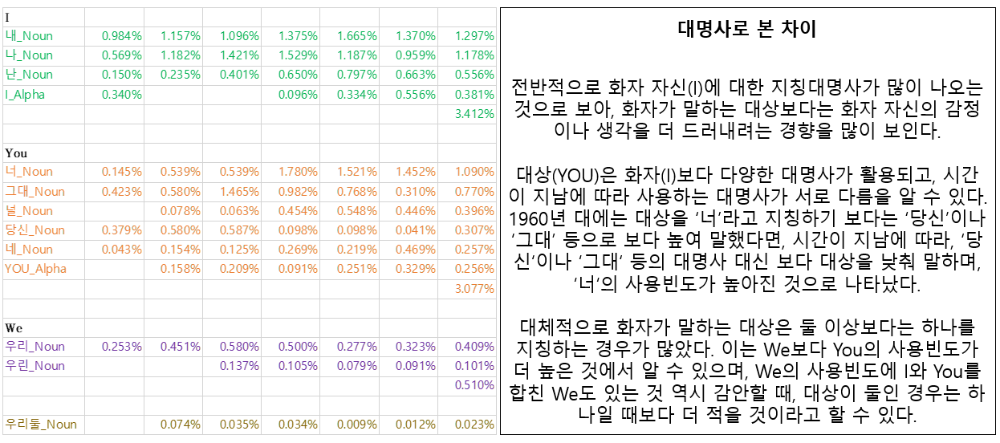 I
내_Noun 0.984% 1.157% 1.096% 1.375% 1.665% 1.370% 1.297%
나_Noun 0.569% 1.182% 1.421% 1.529% 1.187% 0.959% 1.178%
난_Noun 0.150% 0.235% 0.401% 0.650% 0.797% 0.663% 0.556%
I_Alpha 0.340% 0.096% 0.334% 0.556% 0.381%
3.412%
You
너_Noun 0.145% 0.539% 0.539% 1.780% 1.521% 1.452% 1.090%
그대_Noun 0.423% 0.580% 1.465% 0.982% 0.768% 0.310% 0.770%
널_Noun 0.078% 0.063% 0.454% 0.548% 0.446% 0.396%
당신_Noun 0.379% 0.580% 0.587% 0.098% 0.098% 0.041% 0.307%
네_Noun 0.043% 0.154% 0.125% 0.269% 0.219% 0.469% 0.257%
YOU_Alpha 0.158% 0.209% 0.091% 0.251% 0.329% 0.256%
3.077%
We
우리_Noun 0.253% 0.451% 0.580% 0.500% 0.277% 0.323% 0.409%
우린_Noun 0.137% 0.105% 0.079% 0.091% 0.101%
0.510%
우리둘_Noun 0.074% 0.035% 0.034% 0.009% 0.012% 0.023%
대명사로 본 차이
전반적으로 화자 자신(I)에 대한 지칭대명사가 많이 나오는
것으로 보아, 화자가 말하는 대상보다는 화자 자신의 감정
이나 생각을 더 드러내려는 경향을 많이 보인다.
대상(YOU)은 화자(I)보다 다양한 대명사가 활용되고, 시간
이 지남에 따라 사용하는 대명사가 서로 다름을 알 수 있다.
1960년 대에는 대상을 ‘너’라고 지칭하기 보다는 ‘당신’이나
‘그대’ 등으로 보다 높여 말했다면, 시간이 지남에 따라, ‘당
신’이나 ‘그대’ 등의 대명사 대신 보다 대상을 낮춰 말하며,
‘너’의 사용빈도가 높아진 것으로 나타났다.
대체적으로 화자가 말하는 대상은 둘 이상보다는 하나를
지칭하는 경우가 많았다. 이는 We보다 You의 사용빈도가
더 높은 것에서 알 수 있으며, We의 사용빈도에 I와 You를
합친 We도 있는 것 역시 감안할 때, 대상이 둘인 경우는 하
나일 때보다 더 적을 것이라고 할 수 있다.